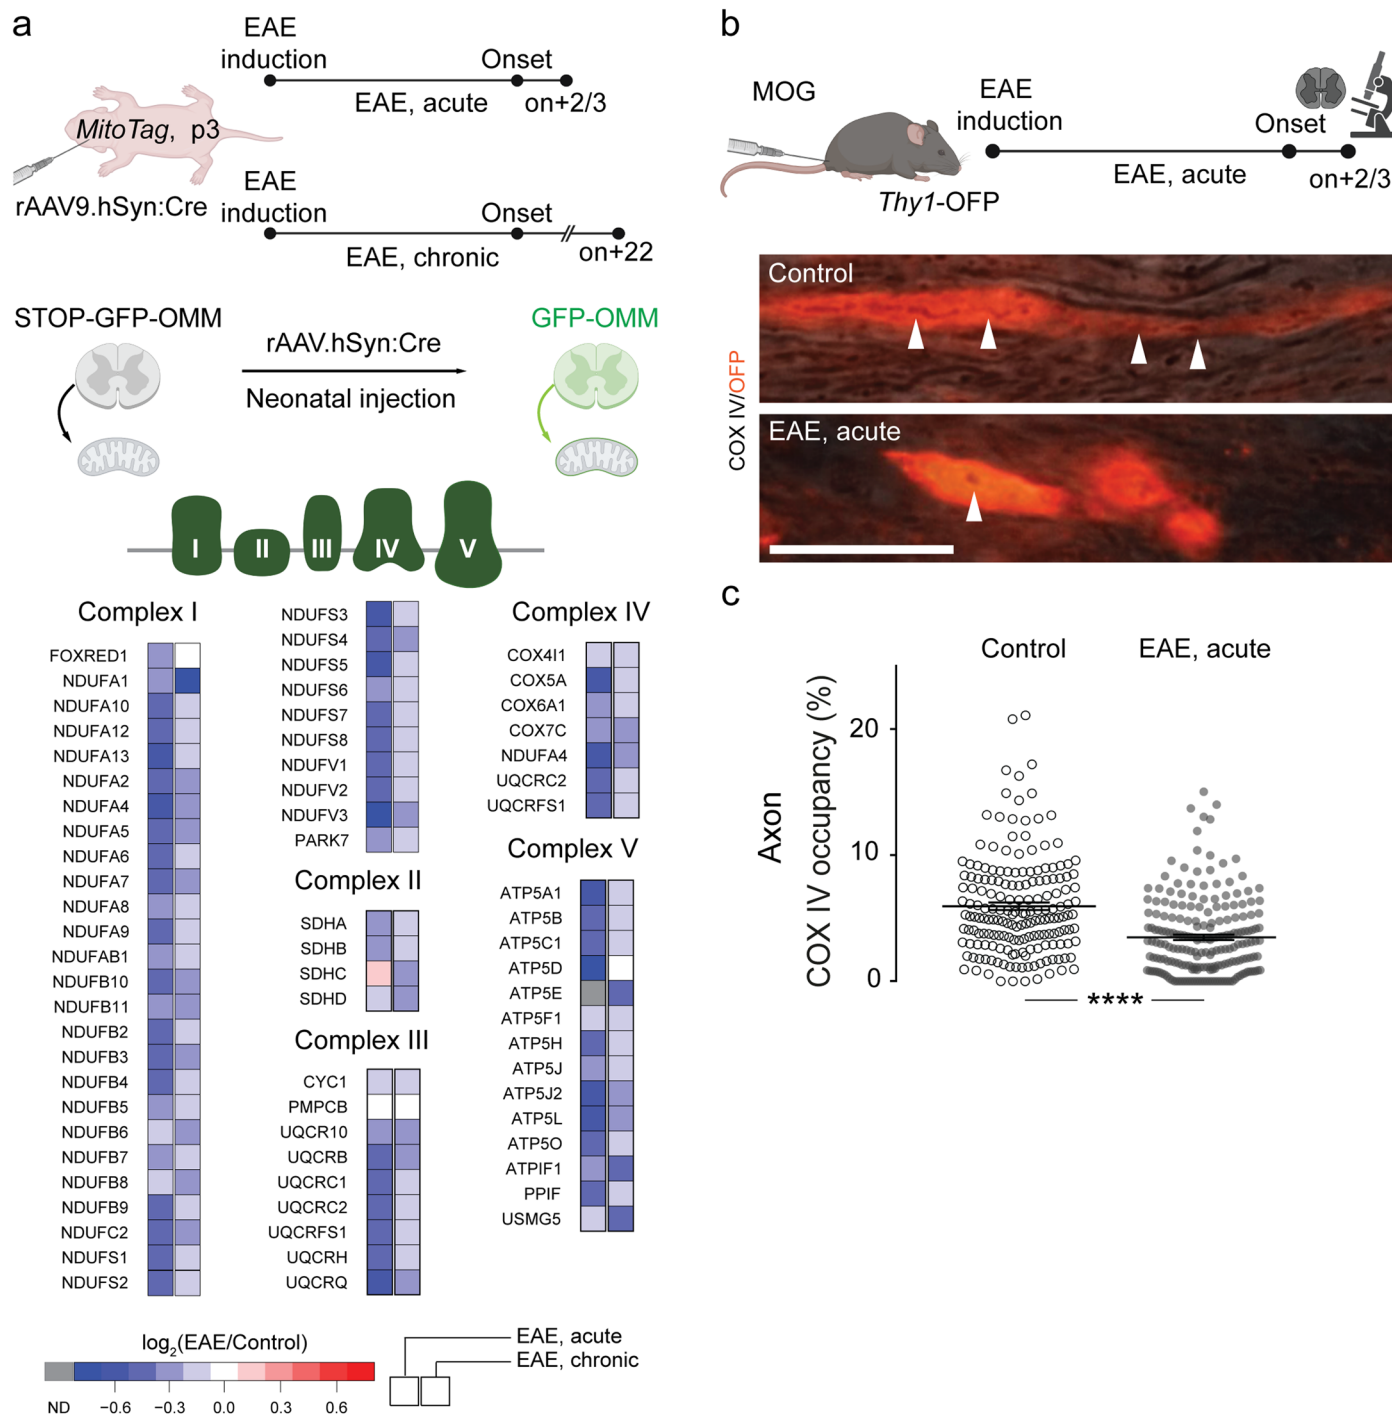 a
EAE
induction
Onset
EAE, acute
on+2/3
MitoTag, p3
rAAV9.hSyn:Cre
EAE
induction
Onset
EAE, chronic
on+22
STOP-GFP-OMM
rAAV.hSyn:Cre
Neonatal injection
GFP-OMM
I
II
III
IV
V
Complex I
FOXRED1
NDUFA1
NDUFA10
NDUFA12
NDUFA13
NDUFA2
NDUFA4
NDUFA5
NDUFA6
NDUFA7
NDUFA8
NDUFA9
NDUFAB1
NDUFB10
NDUFB11
NDUFB2
NDUFB3
NDUFB4
NDUFB5
NDUFB6
NDUFB7
NDUFB8
NDUFB9
NDUFC2
NDUFS1
NDUFS2
NDUFS3
NDUFS4
NDUFS5
NDUFS6
NDUFS7
NDUFS8
NDUFV1
NDUFV2
NDUFV3
PARK7
Complex II
SDHA
SDHB
SDHC
SDHD
Complex III
CYC1
PMPCB
UQCR10
UQCRB
UQCRC1
UQCRC2
UQCRFS1
UQCRH
UQCRQ
Complex IV
COX4I1
COX5A
COX6A1
COX7C
NDUFA4
UQCRC2
UQCRFS1
Complex V
ATP5A1
ATP5B
ATP5C1
ATP5D
ATP5E
ATP5F1
ATP5H
ATP5J
ATP5J2
ATP5L
ATP5O
ATPIF1
PPIF
USMG5
log2(EAE/Control)
ND −0.6 −0.3 0.0 0.3 0.6
EAE, acute
EAE, chronic
b
MOG
EAE
induction
Onset
EAE, acute
on+2/3
Thy1-OFP
COX IV/OFP
Control
EAE, acute
c
Control
EAE, acute
Axon
COX IV occupancy (%)
20
10
0
****